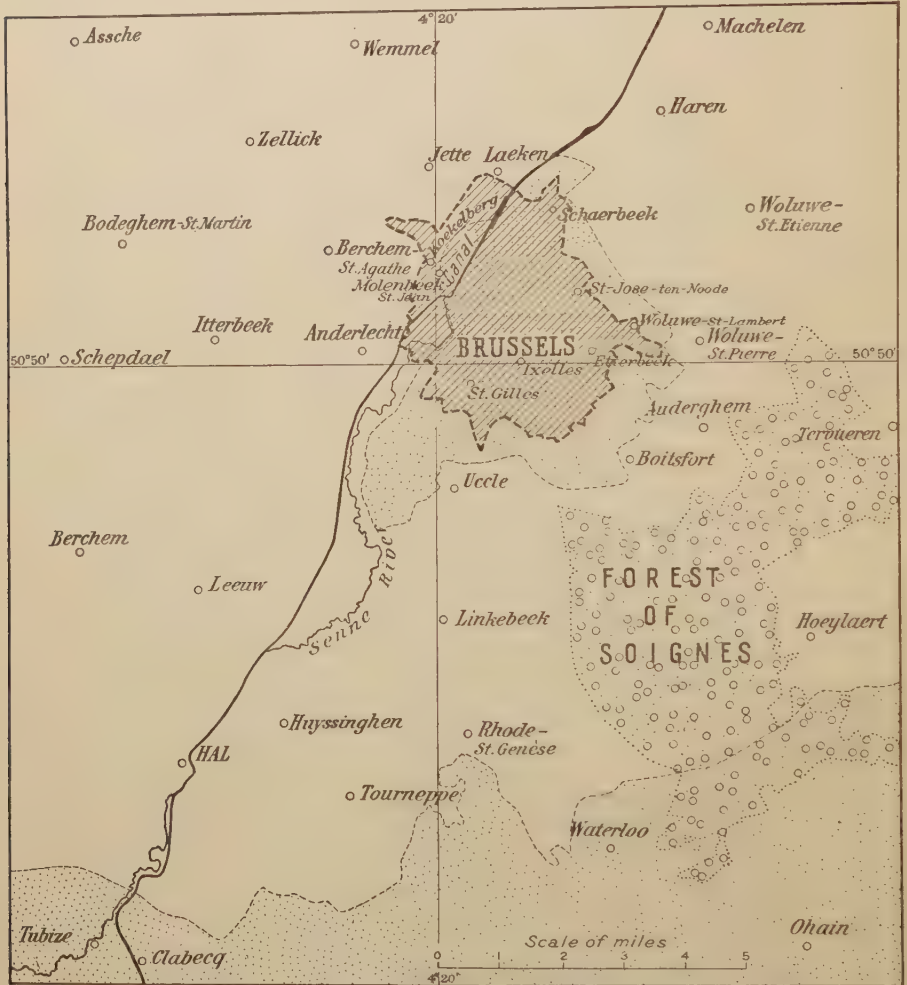 4°20'
Assche
Wemmel
Machelen
Haren
Zellick
Jette
Laeken
Schaerbeek
Woluwe-
St. Etienne
Bodeghem-St. Martin
Koekelberg
Canal
Berchem-
St. Agathe
Molenbeek
St. Jean
St-Josse-ten-Noode
Itterbeek
Anderlecht
Woluwe-St-Lambert
Woluwe-
St. Pierre
BRUSSELS
50°50'
Schepdael
Ixelles
Etterbeek
50°50'
St. Gilles
Auderghem
Tervueren
Boitsfort
Uccle
Berchem
River
Senne
Leeuw
FOREST
OF
SOIGNES
Linkebeck
Hoeylaert
Huyssinghen
Rhode-
St. Genèse
HAL
Tourneppe
Waterloo
Tubize
Clabecq
Ohain
Scale of miles
0 1 2 3 4 5
4°20'